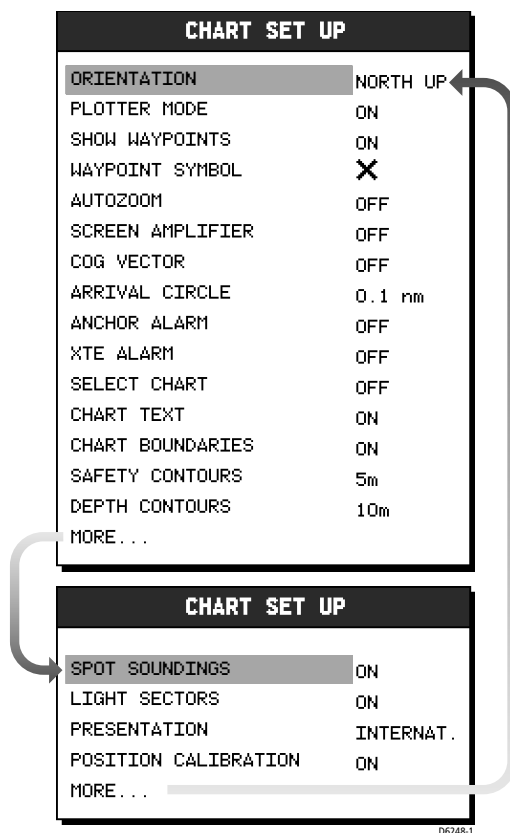 CHART SET UP
ORIENTATION NORTH UP
PLOTTER MODE ON
SHOW WAYPOINTS ON
WAYPOINT SYMBOL
AUTOZOOM OFF
SCREEN AMPLIFIER OFF
COG VECTOR OFF
ARRIVAL CIRCLE 0.1 nm
ANCHOR ALARM OFF
XTE ALARM OFF
SELECT CHART OFF
CHART TEXT ON
CHART BOUNDARIES ON
SAFETY CONTOURS 5m
DEPTH CONTOURS 10m
MORE...
CHART SET UP
SPOT SOUNDINGS ON
LIGHT SECTORS ON
PRESENTATION INTERNAT.
POSITION CALIBRATION ON
MORE...
D6248-1